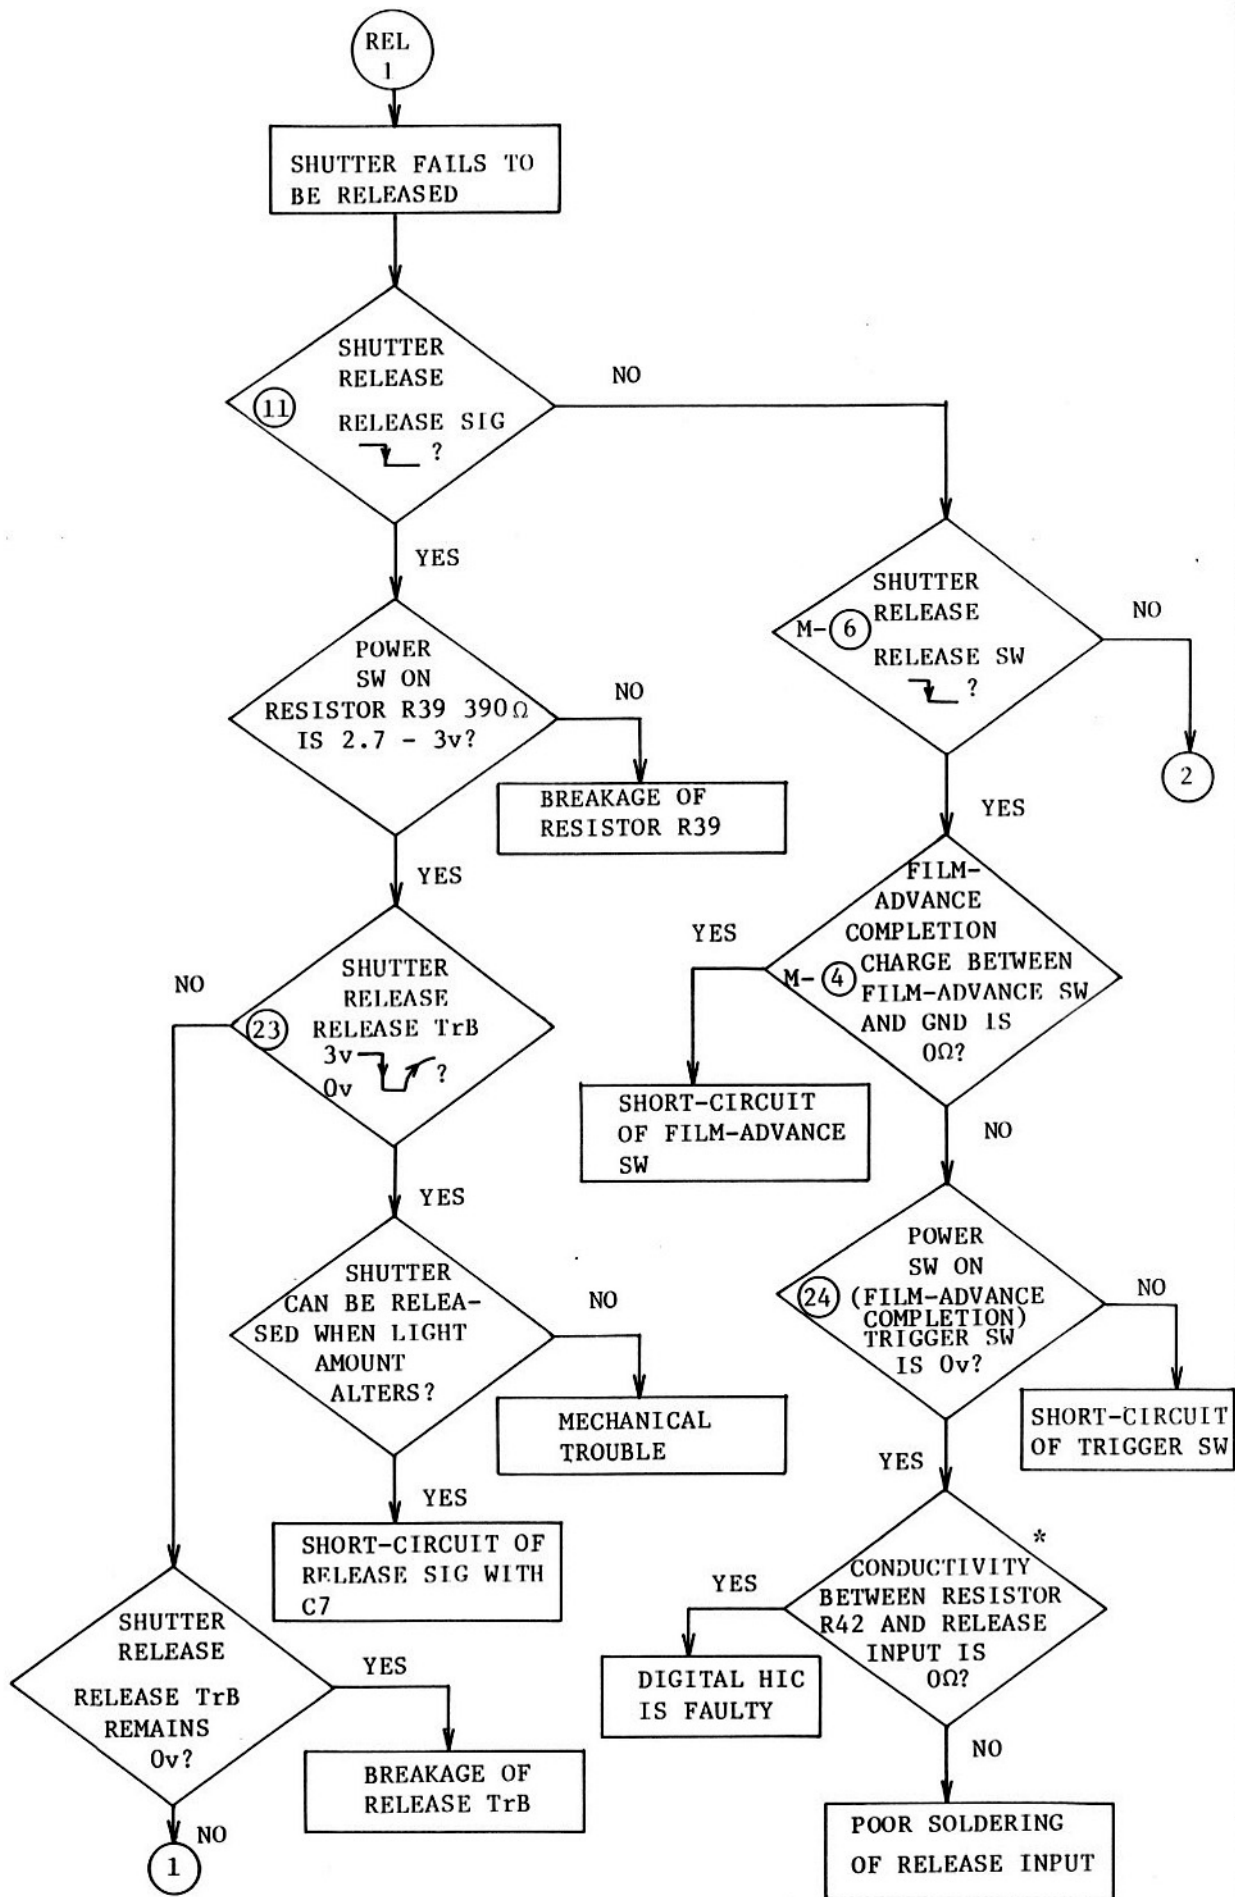 REL
1
SHUTTER FAILS TO
BE RELEASED
SHUTTER
RELEASE
11
RELEASE SIG
?
NO
YES
POWER
SW ON
RESISTOR R39 390Ω
IS 2.7 - 3v?
NO
BREAKAGE OF
RESISTOR R39
YES
SHUTTER
RELEASE
23
RELEASE TrB
3v
0v
?
NO
YES
SHUTTER
CAN BE RELEA-
SED WHEN LIGHT
AMOUNT
ALTERS?
NO
MECHANICAL
TROUBLE
YES
SHORT-CIRCUIT OF
RELEASE SIG WITH
C7
SHUTTER
RELEASE
RELEASE TrB
REMAINS
0v?
YES
BREAKAGE OF
RELEASE TrB
NO
1
SHUTTER
RELEASE
M-6
RELEASE SW
?
NO
2
YES
FILM-
ADVANCE
COMPLETION
M-4
CHARGE BETWEEN
FILM-ADVANCE SW
AND GND IS
0Ω?
YES
SHORT-CIRCUIT
OF FILM-ADVANCE
SW
NO
POWER
SW ON
24
(FILM-ADVANCE
COMPLETION)
TRIGGER SW
IS 0v?
NO
SHORT-CIRCUIT
OF TRIGGER SW
YES
*
CONDUCTIVITY
BETWEEN RESISTOR
R42 AND RELEASE
INPUT IS
0Ω?
YES
DIGITAL HIC
IS FAULTY
NO
POOR SOLDERING
OF RELEASE INPUT